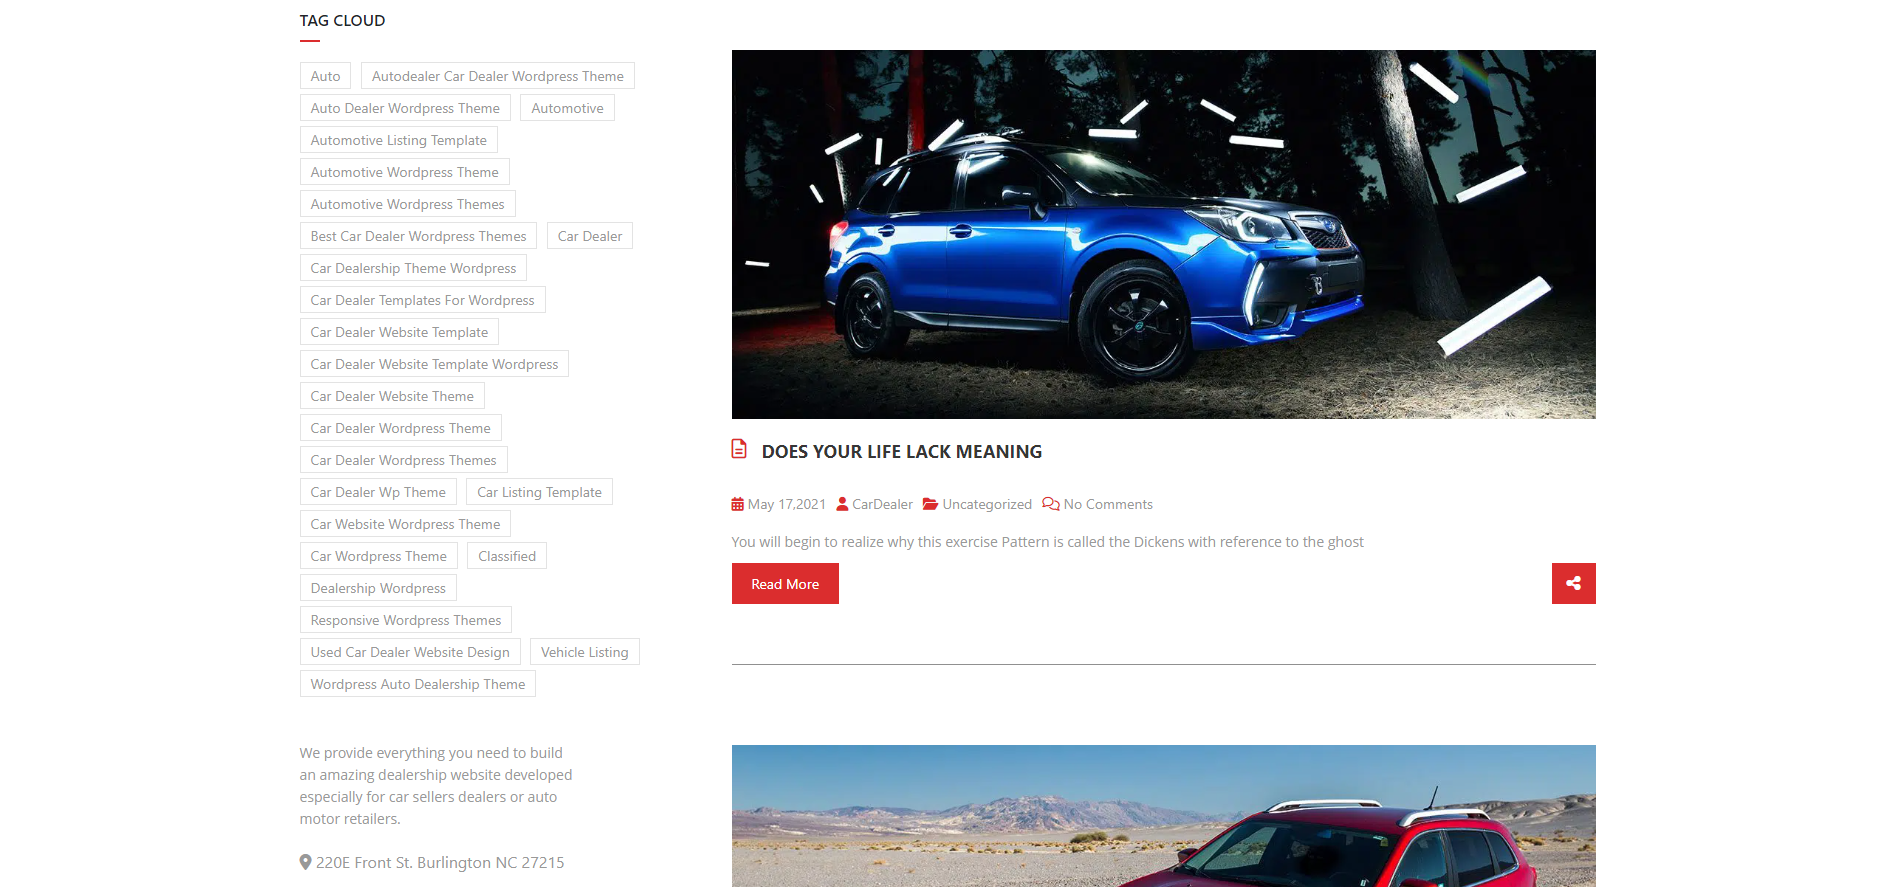 TAG CLOUD
Auto
Autodealer Car Dealer Wordpress Theme
Auto Dealer Wordpress Theme
Automotive
Automotive Listing Template
Automotive Wordpress Theme
Automotive Wordpress Themes
Best Car Dealer Wordpress Themes
Car Dealer
Car Dealership Theme Wordpress
Car Dealer Templates For Wordpress
Car Dealer Website Template
Car Dealer Website Template Wordpress
Car Dealer Website Theme
Car Dealer Wordpress Theme
Car Dealer Wordpress Themes
Car Dealer Wp Theme
Car Listing Template
Car Website Wordpress Theme
Car Wordpress Theme
Classified
Dealership Wordpress
Responsive Wordpress Themes
Used Car Dealer Website Design
Vehicle Listing
Wordpress Auto Dealership Theme
We provide everything you need to build
an amazing dealership website developed
especially for car sellers dealers or auto
motor retailers.
220E Front St. Burlington NC 27215
DOES YOUR LIFE LACK MEANING
May 17,2021
CarDealer
Uncategorized
No Comments
You will begin to realize why this exercise Pattern is called the Dickens with reference to the ghost
Read More